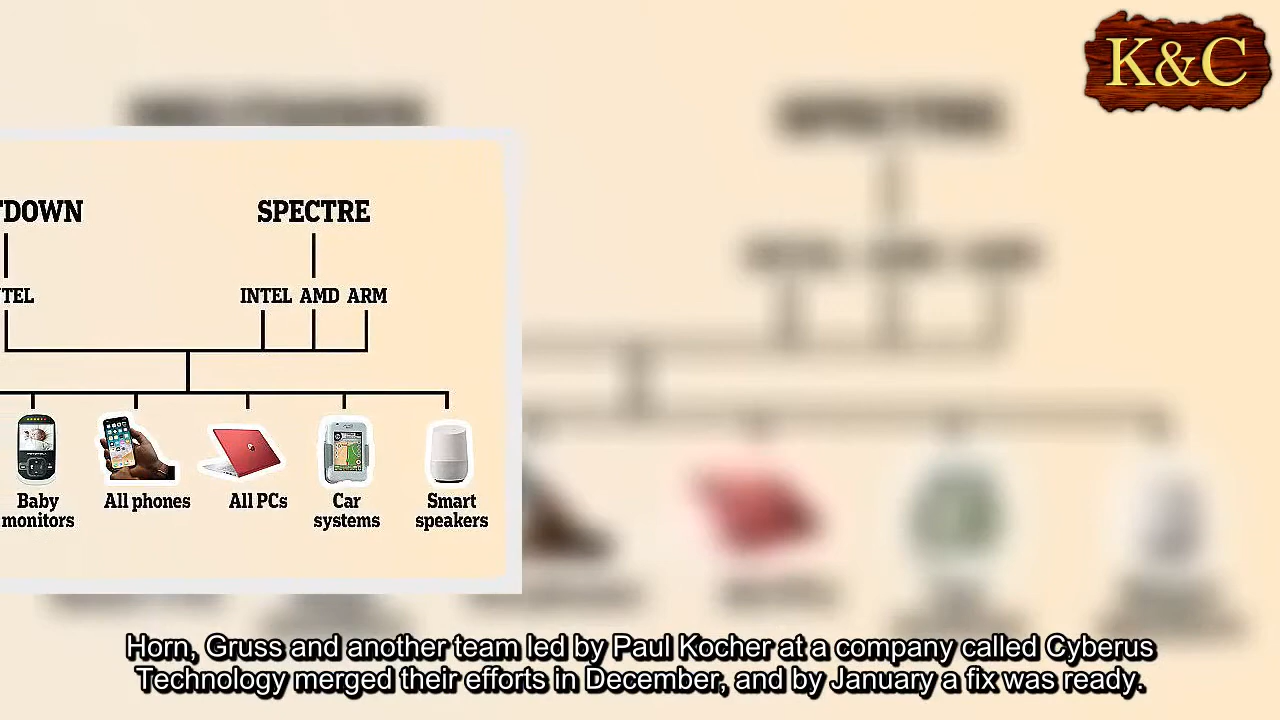 K&C
TDOWN
SPECTRE
TEL
INTEL AMD ARM
Baby
monitors
All phones
All PCs
Car
systems
Smart
speakers
Horn, Gruss and another team led by Paul Kocher at a company called Cyberus
Technology merged their efforts in December, and by January a fix was ready.